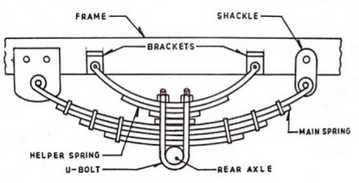 FRAME
SHACKLE
BRACKETS
MAIN SPRING
HELPER SPRING
U-BOLT
REAR AXLE